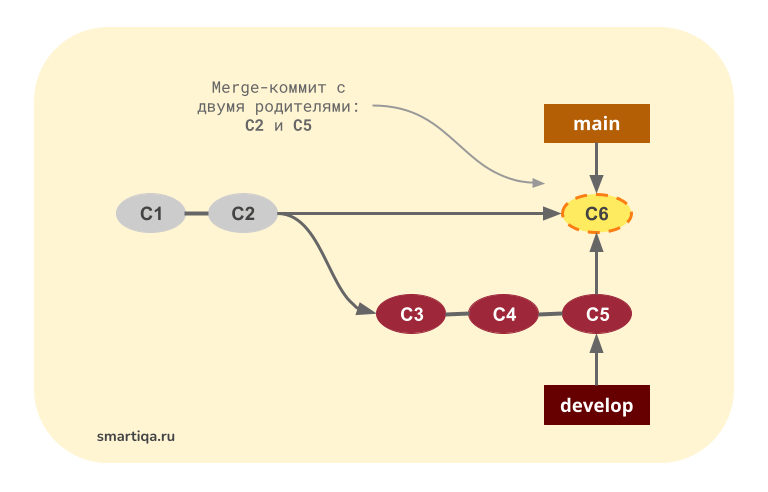 Merge-коммит с
двумя родителями:
C2 и C5
main
C1
C2
C6
C3
C4
C5
develop
smartiqa.ru